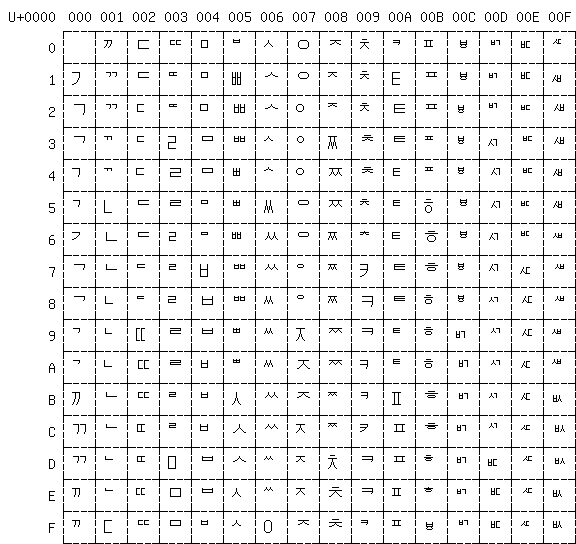 U+0000 000 001 002 003 004 005 006 007 008 009 00A 00B 00C 00D 00E 00F
0 ㄲ ㄷ ㄸ ㅁ ㅂ ㅅ ㅇ ㅈ ㅊ ㅋ ㅍ ㅸ ᄞ ㅳ ㅼ
1 ㄱ ㄲ ㄷ ㄸ ㅁ ㅃ ㅅ ㅇ ㅈ ㅊ ㅌ ㅍ ㅸ ᄞ ㅳ ㅽ
2 ㄱ ㄲ ㄷ ㄸ ㅁ ㅃ ㅅ ㅇ ㅈ ㅊ ㅌ ㅍ ㅸ ᄞ ㅳ ㅽ
3 ㄱ ㄲ ㄷ ㄹ ㅁ ㅃ ㅅ ㅇ ㅉ ㅊ ㅌ ㅍ ㅸ ㅺ ㅳ ㅽ
4 ㄱ ㄲ ㄷ ㄹ ㅁ ㅃ ㅅ ㅇ ㅉ ㅊ ㅌ ㅍ ㅸ ㅺ ㅳ ㅽ
5 ㄱ ㄴ ㄷ ㄹ ㅁ ㅃ ㅆ ㅇ ㅉ ㅊ ㅌ ㅎ ㅸ ㅺ ㅳ ㅽ
6 ㄱ ㄴ ㄷ ㄹ ㅁ ㅃ ㅆ ㅇ ㅉ ㅊ ㅌ ㅎ ㅸ ㅺ ㅳ ㅽ
7 ㄱ ㄴ ㄷ ㄹ ㅂ ㅃ ㅆ ㅇ ㅉ ㅋ ㅌ ㅎ ㅸ ㅺ ㅼ ㅽ
8 ㄱ ㄴ ㄷ ㄹ ㅂ ㅃ ㅆ ㅇ ㅉ ㅋ ㅌ ㅎ ㅸ ㅺ ㅼ ㅽ
9 ㄱ ㄴ ㄸ ㄹ ㅂ ㅃ ㅆ ㅈ ㅉ ㅋ ㅌ ㅎ ᄞ ㅺ ㅼ ㅽ
A ㄱ ㄴ ㄸ ㄹ ㅂ ㅃ ㅆ ㅈ ㅉ ㅋ ㅌ ㅎ ᄞ ㅺ ㅼ ㅽ
B ㄲ ㄴ ㄸ ㄹ ㅂ ㅅ ㅆ ㅈ ㅉ ㅋ ㅍ ㅎ ᄞ ㅺ ㅼ ㅄ
C ㄲ ㄴ ㄸ ㄹ ㅂ ㅅ ㅆ ㅈ ㅉ ㅋ ㅍ ㅎ ᄞ ㅺ ㅼ ㅄ
D ㄲ ㄴ ㄸ ㅁ ㅂ ㅅ ㅆ ㅈ ㅊ ㅋ ㅍ ㅎ ᄞ ㅳ ㅼ ㅄ
E ㄲ ㄴ ㄸ ㅁ ㅂ ㅅ ㅆ ㅈ ㅊ ㅋ ㅍ ㅎ ᄞ ㅳ ㅼ ㅄ
F ㄲ ㄷ ㄸ ㅁ ㅂ ㅅ ㅇ ㅈ ㅊ ㅋ ㅍ ㅸ ᄞ ㅳ ㅼ ㅄ